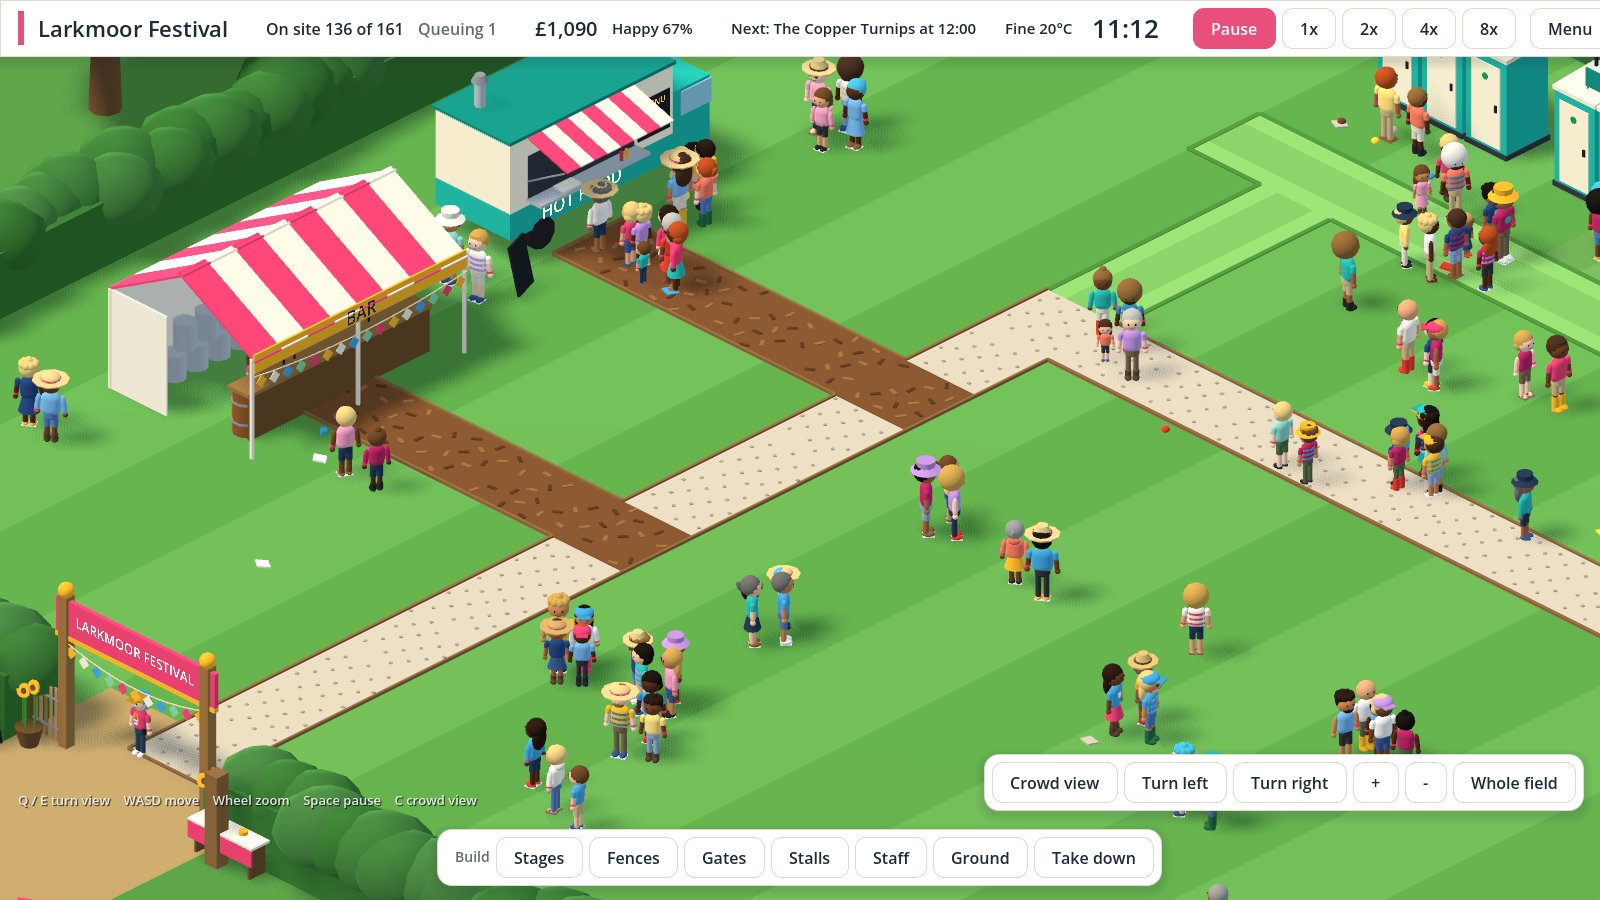 Larkmoor Festival
On site 136 of 161
Queuing 1
£1,090
Happy 67%
Next: The Copper Turnips at 12:00
Fine 20°C
11:12
Pause
1x
2x
4x
8x
Menu
HOT FOOD
BAR
LARKMOOR FESTIVAL
Q / E turn view
WASD move
Wheel zoom
Space pause
C crowd view
Crowd view
Turn left
Turn right
+
-
Whole field
Build
Stages
Fences
Gates
Stalls
Staff
Ground
Take down